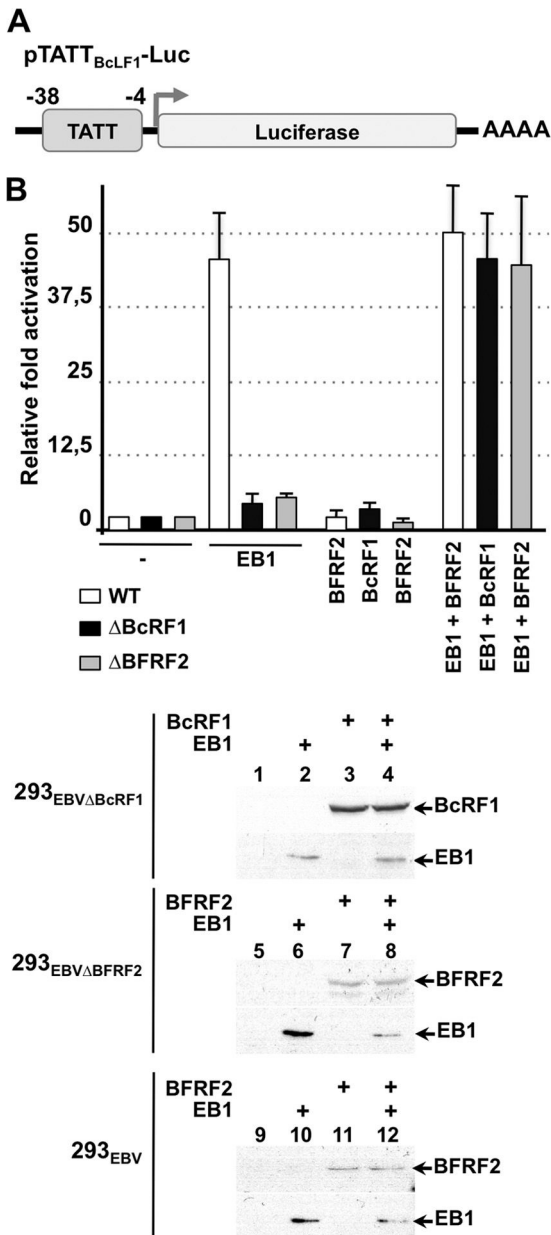 A
pTATT BcLF1-Luc
-38 -4
TATT Luciferase AAAA
B
Relative fold activation
50
37,5
25
12,5
0
- EB1 BFRF2 BcRF1 BFRF2 EB1 + BFRF2 EB1 + BcRF1 EB1 + BFRF2
WT
ΔBcRF1
ΔBFRF2
BcRF1 + +
EB1 + +
1 2 3 4
293EBVΔBcRF1
BcRF1
EB1
BFRF2 + +
EB1 + +
5 6 7 8
293EBVΔBFRF2
BFRF2
EB1
BFRF2 + +
EB1 + +
9 10 11 12
293EBV
BFRF2
EB1